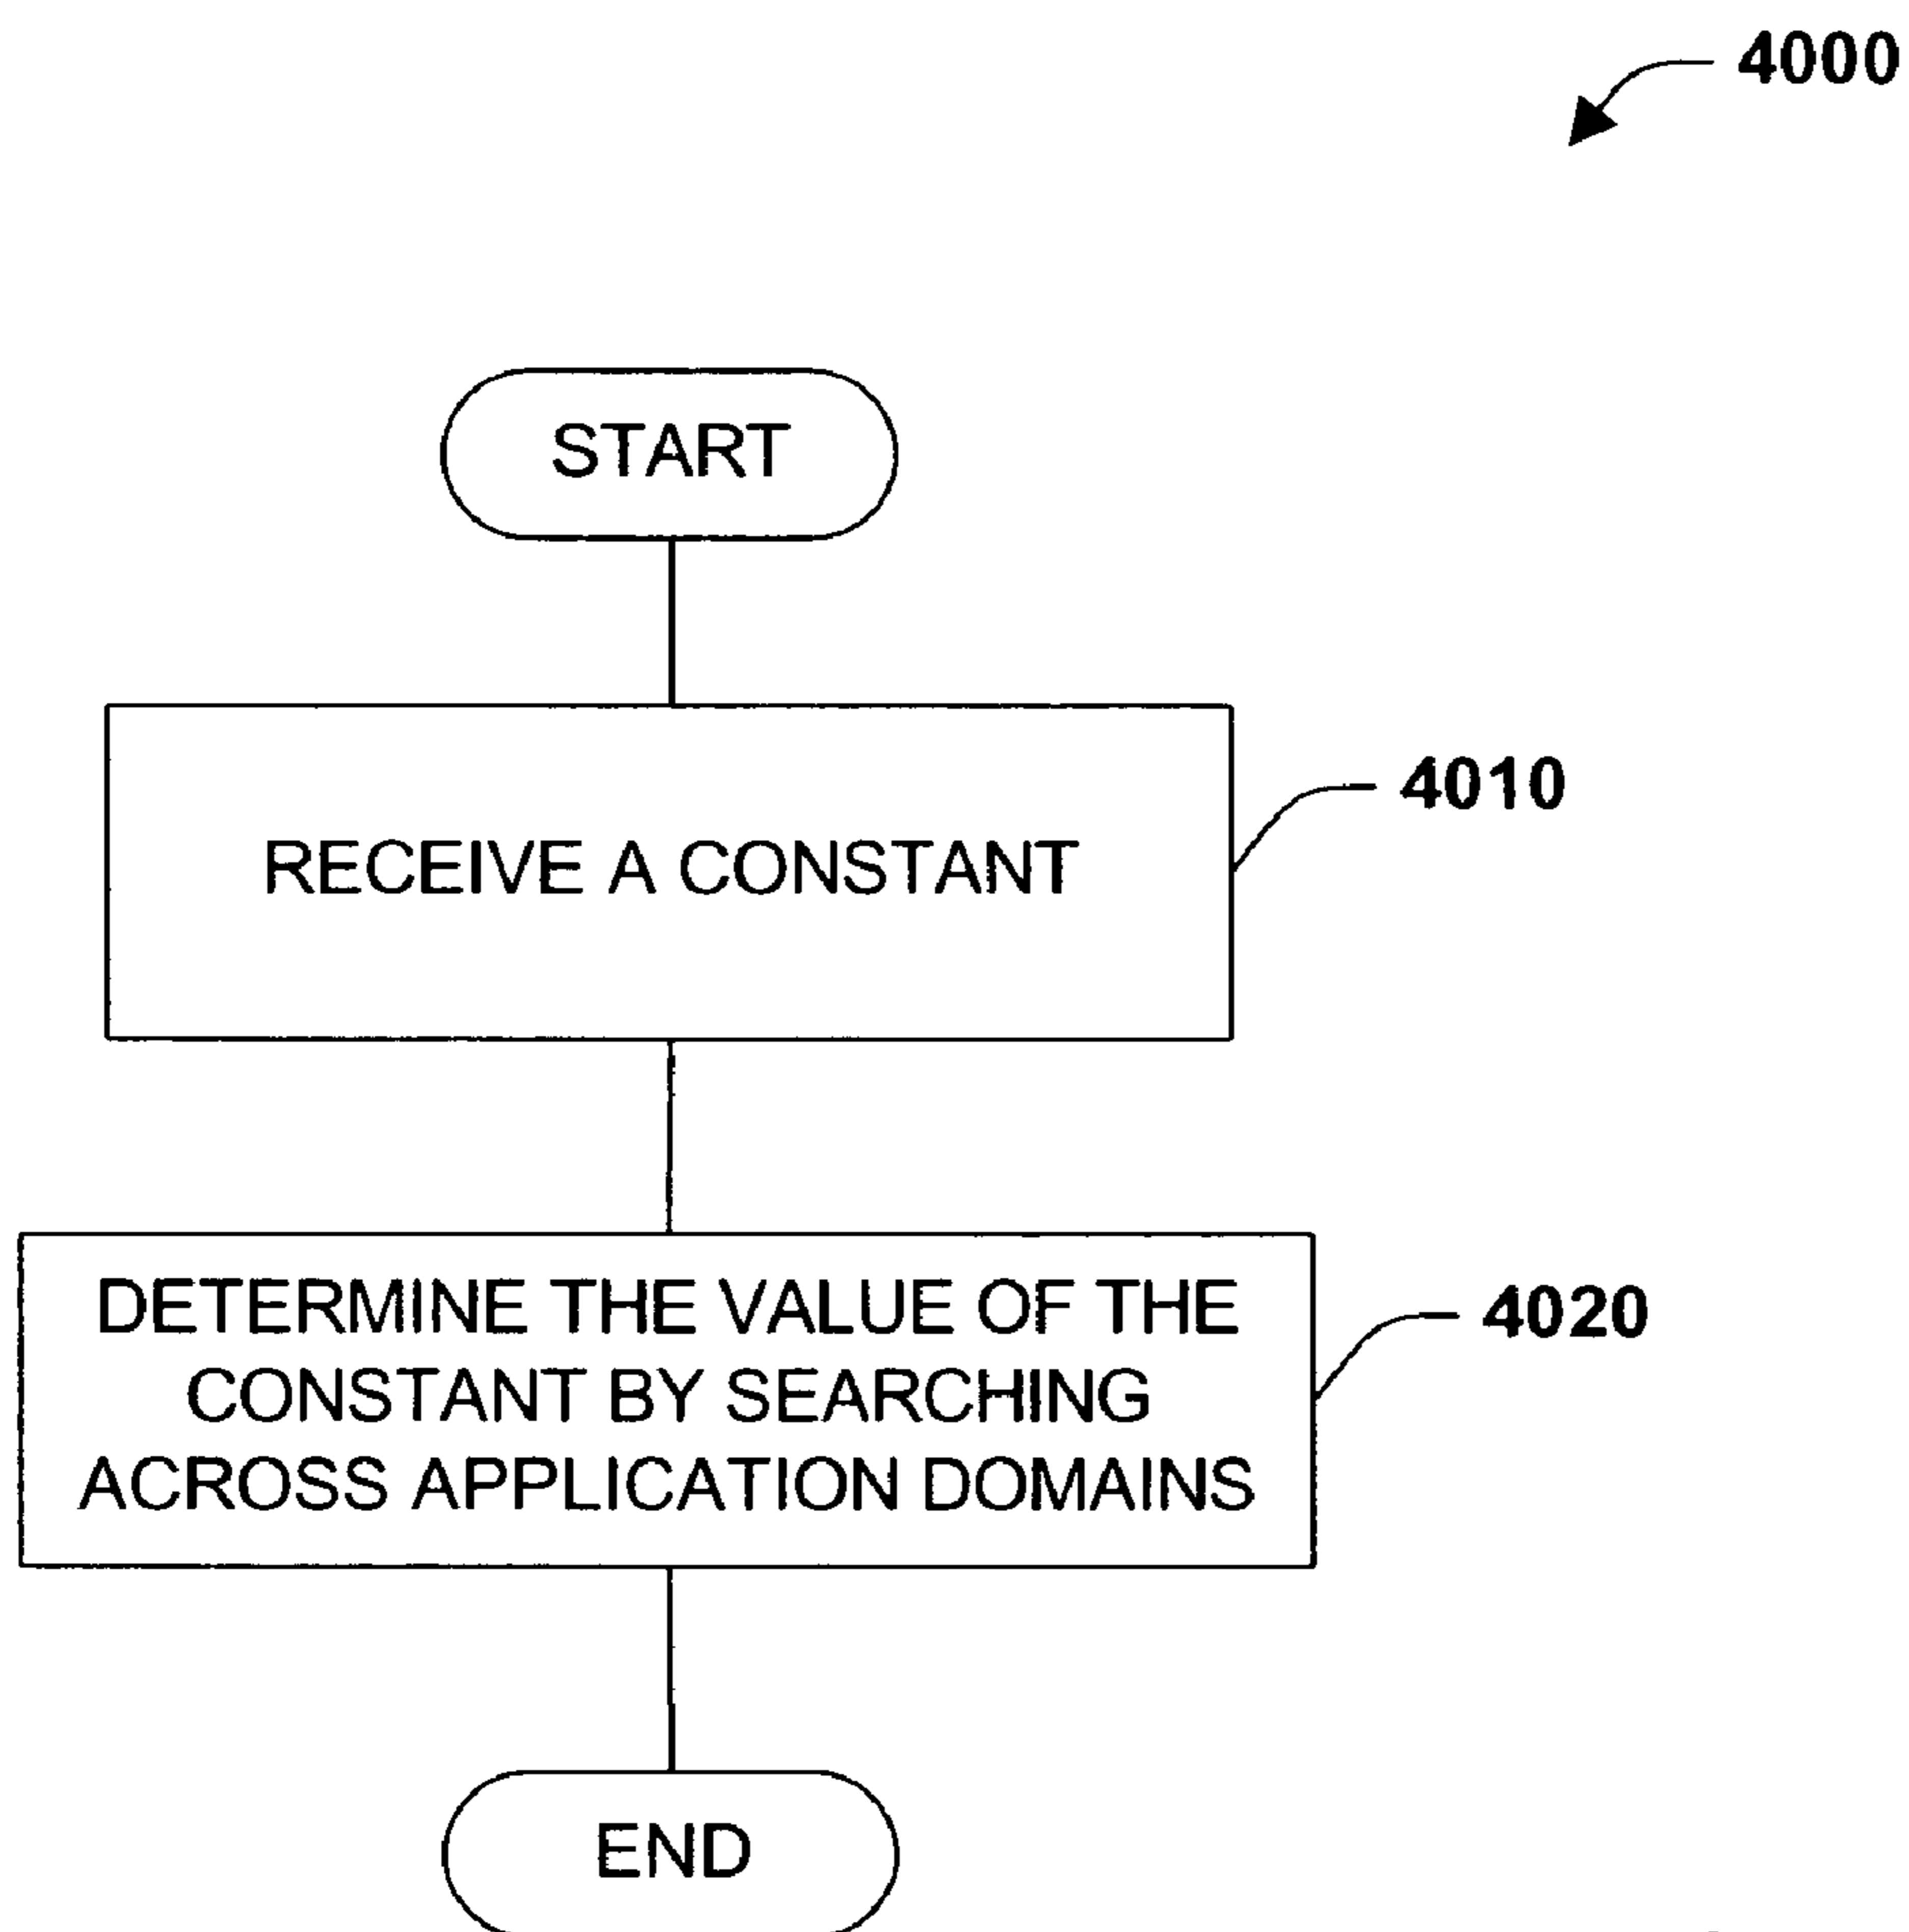 4000
START
RECEIVE A CONSTANT
4010
DETERMINE THE VALUE OF THE
CONSTANT BY SEARCHING
ACROSS APPLICATION DOMAINS
4020
END